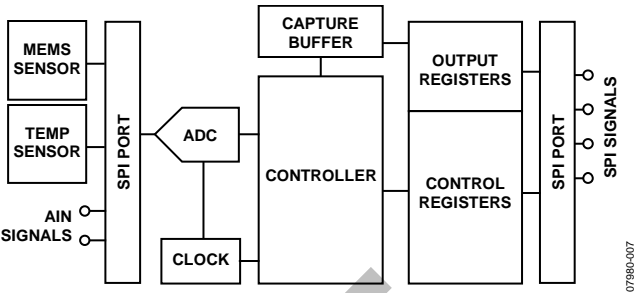 MEMS
SENSOR
TEMP
SENSOR
AIN
SIGNALS
SPI PORT
ADC
CLOCK
CAPTURE
BUFFER
CONTROLLER
OUTPUT
REGISTERS
CONTROL
REGISTERS
SPI PORT
SPI SIGNALS
07980-007